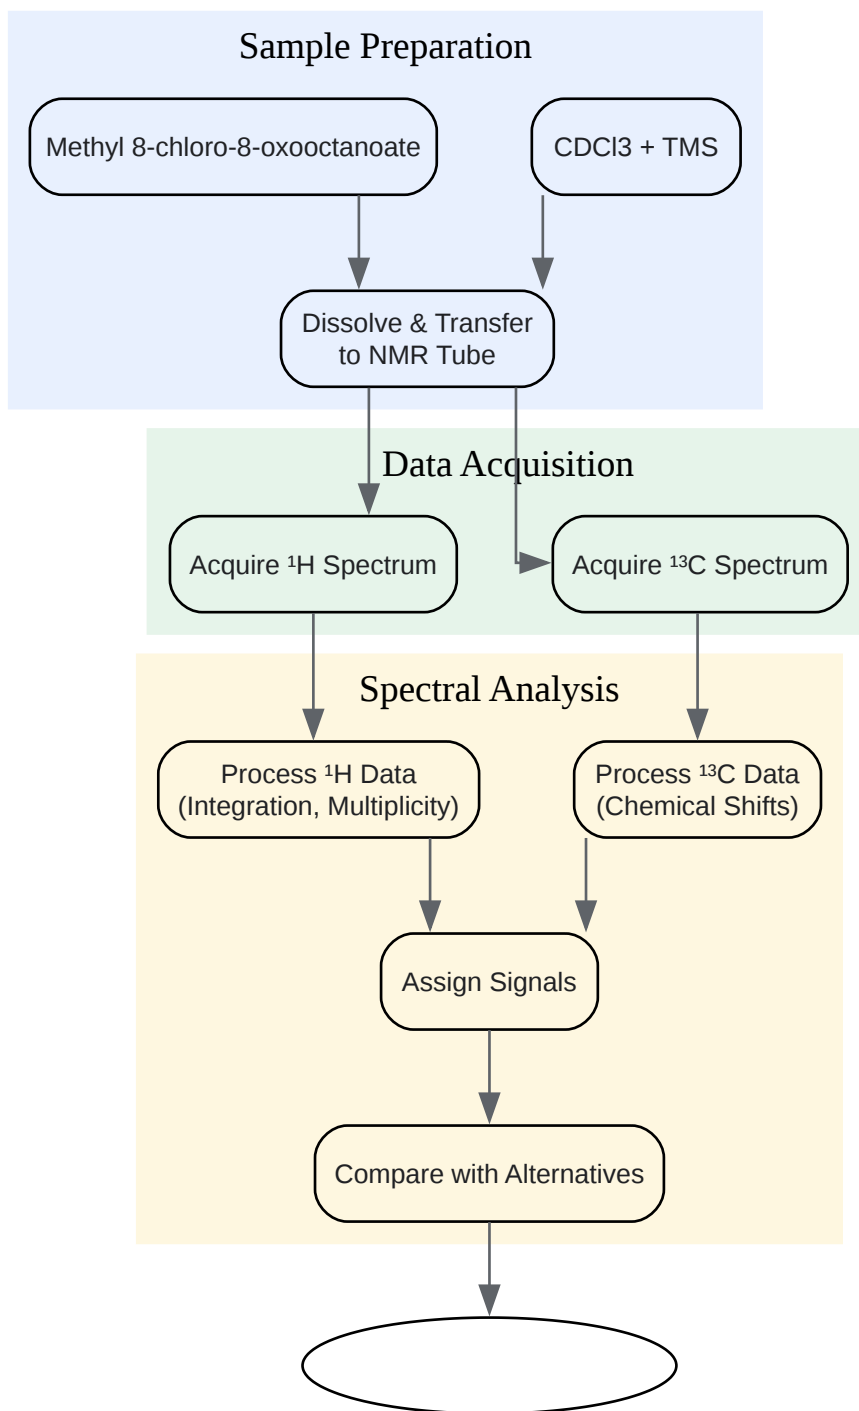 Sample Preparation
Methyl 8-chloro-8-oxooctanoate
CDCl3 + TMS
Dissolve & Transfer
to NMR Tube
Data Acquisition
Acquire ¹H Spectrum
Acquire ¹³C Spectrum
Spectral Analysis
Process ¹H Data
(Integration, Multiplicity)
Process ¹³C Data
(Chemical Shifts)
Assign Signals
Compare with Alternatives